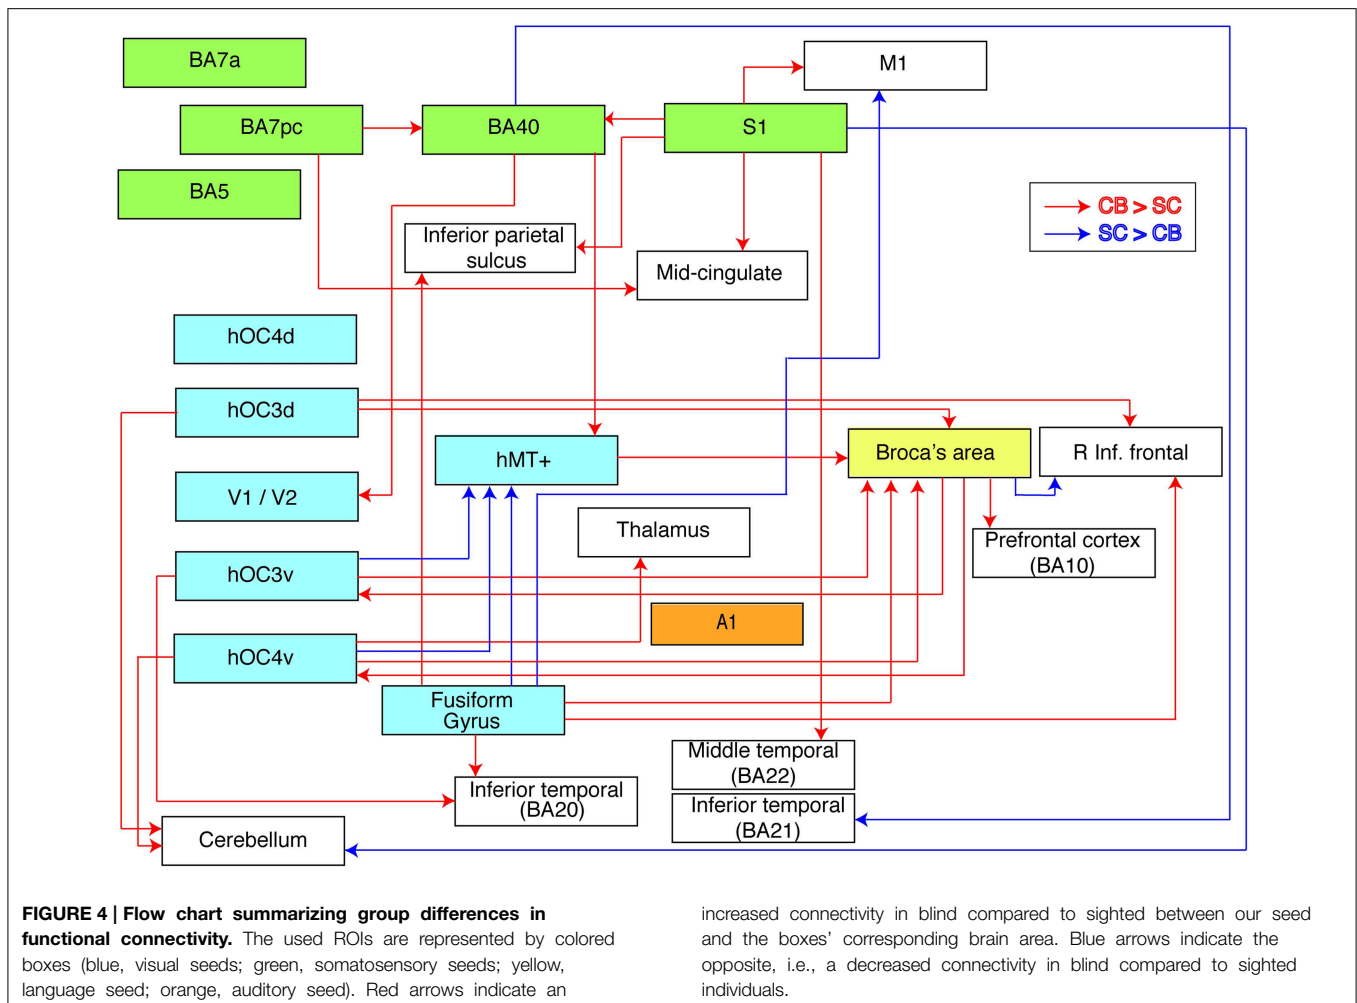 BA7a
M1
BA7pc
BA40
S1
BA5
CB > SC
SC > CB
Inferior parietal
sulcus
Mid-cingulate
hOC4d
hOC3d
hMT+
Broca's area
R Inf. frontal
V1 / V2
Thalamus
Prefrontal cortex
(BA10)
hOC3v
A1
hOC4v
Fusiform
Gyrus
Middle temporal
(BA22)
Inferior temporal
(BA20)
Inferior temporal
(BA21)
Cerebellum
FIGURE 4 | Flow chart summarizing group differences in
functional connectivity. The used ROIs are represented by colored
boxes (blue, visual seeds; green, somatosensory seeds; yellow,
language seed; orange, auditory seed). Red arrows indicate an
increased connectivity in blind compared to sighted between our seed
and the boxes' corresponding brain area. Blue arrows indicate the
opposite, i.e., a decreased connectivity in blind compared to sighted
individuals.